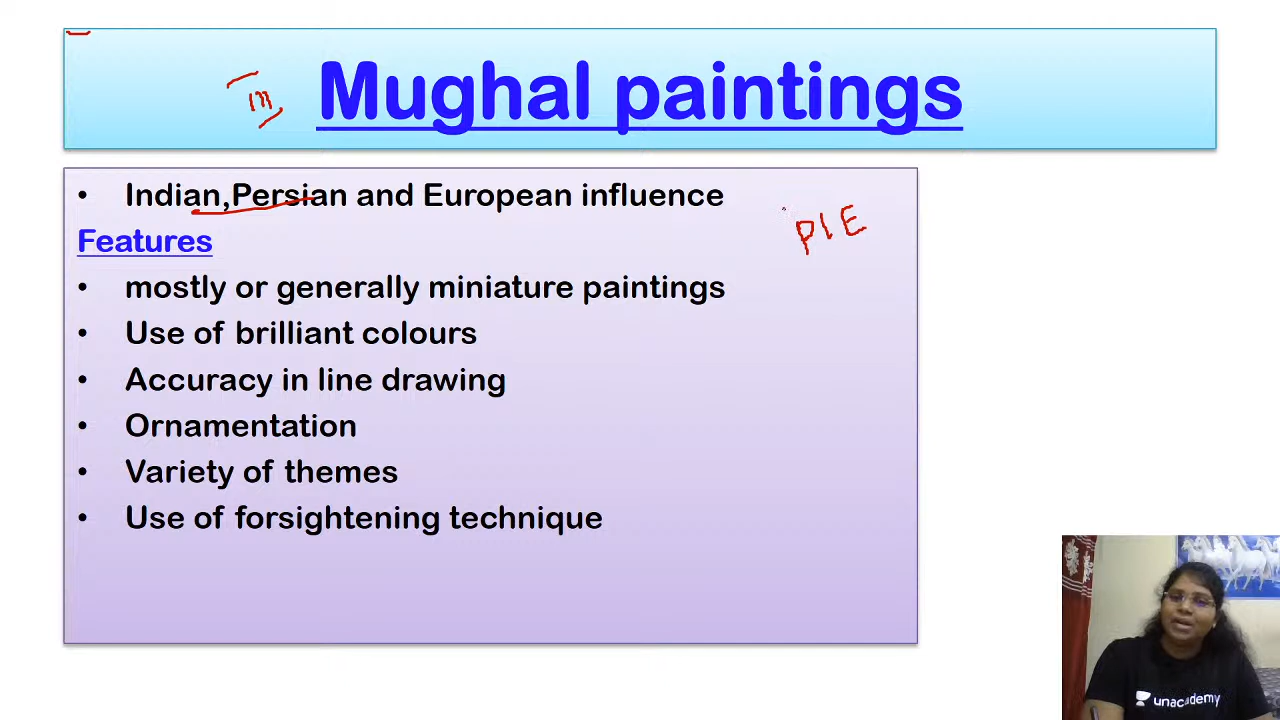 Mughal paintings
• Indian,Persian and European influence
PIE
Features
• mostly or generally miniature paintings
• Use of brilliant colours
• Accuracy in line drawing
• Ornamentation
• Variety of themes
• Use of forsightening technique
unacademy